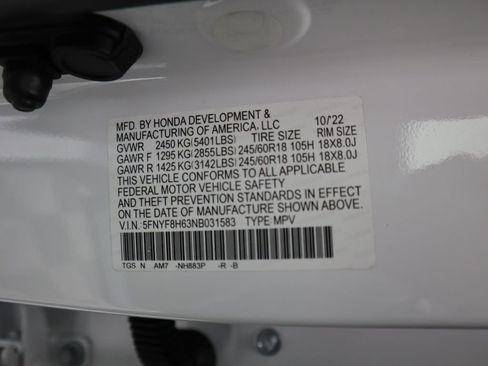 MFD. BY HONDA DEVELOPMENT &
MANUFACTURING OF AMERICA, LLC 10/'22
GVWR 2450 KG(5401LBS) TIRE SIZE RIM SIZE
GAWR F 1295 KG(2855LBS) 245/60R18 105H 18X8.0J
GAWR R 1425 KG(3142LBS) 245/60R18 105H 18X8.0J
THIS VEHICLE CONFORMS TO ALL APPLICABLE
FEDERAL MOTOR VEHICLE SAFETY
AND THEFT PREVENTION STANDARDS IN EFFECT
ON THE DATE OF MANUFACTURE SHOWN ABOVE.
V.I.N. 5FNYF8H63NB031583 TYPE MPV
TGS N AM7 -NH883P -R -B